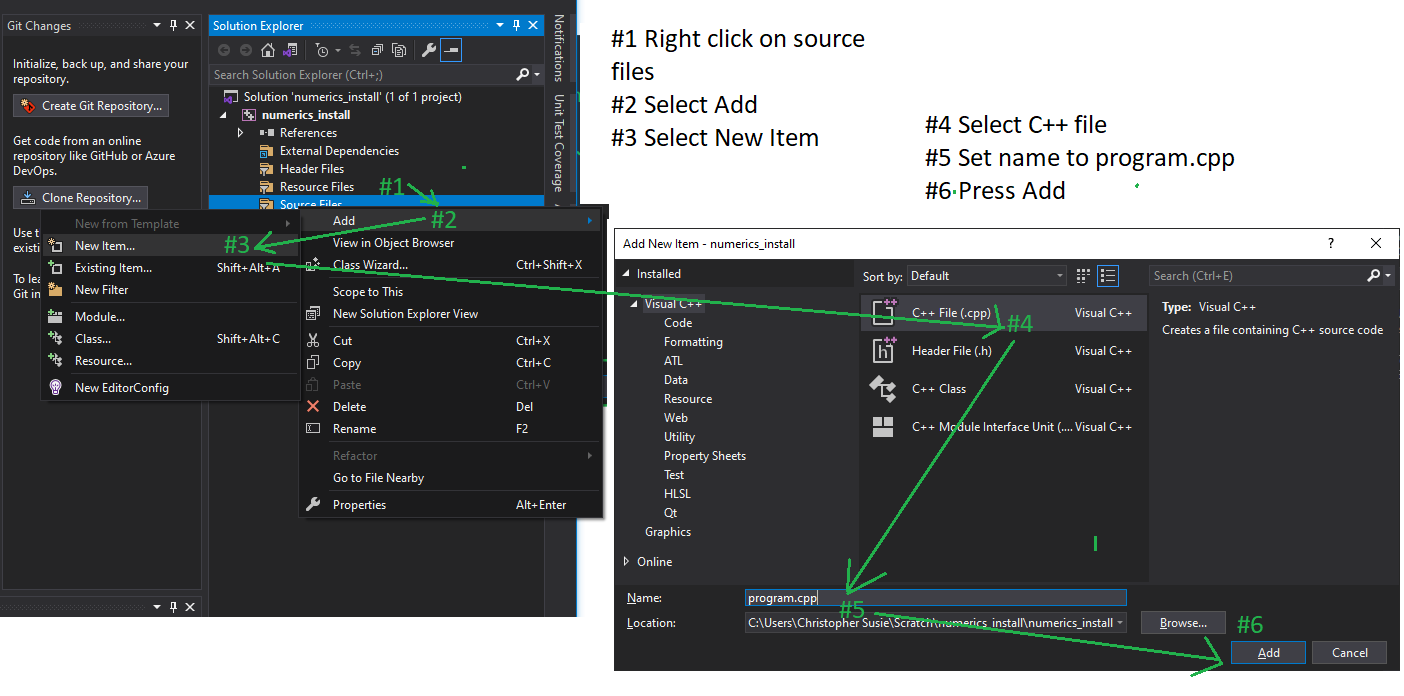 Git Changes
Initialize, back up, and share your
repository.
Create Git Repository...
Get code from an online
repository like GitHub or Azure
DevOps.
Clone Repository...
Use t
existi
To lea
Git in
Solution Explorer
Search Solution Explorer (Ctrl+;)
Solution 'numerics_install' (1 of 1 project)
numerics_install
References
External Dependencies
Header Files
Resource Files
Source Files
Notifications
Unit Test Coverage
#1
#2
#3
New from Template
New Item...
Existing Item... Shift+Alt+A
New Filter
Module...
Class... Shift+Alt+C
Resource...
New EditorConfig
Add
View in Object Browser
Class Wizard... Ctrl+Shift+X
Scope to This
New Solution Explorer View
Cut Ctrl+X
Copy Ctrl+C
Paste Ctrl+V
Delete Del
Rename F2
Refactor
Go to File Nearby
Properties Alt+Enter
#1 Right click on source
files
#2 Select Add
#3 Select New Item
#4 Select C++ file
#5 Set name to program.cpp
#6 Press Add
Add New Item - numerics_install ?
Installed
Visual C++
Code
Formatting
ATL
Data
Resource
Web
Utility
Property Sheets
Test
HLSL
Qt
Graphics
Online
Sort by: Default
Search (Ctrl+E)
C++ File (.cpp) Visual C++
#4
Header File (.h) Visual C++
C++ Class Visual C++
C++ Module Interface Unit (.... Visual C++
Type: Visual C++
Creates a file containing C++ source code
Name: program.cpp
#5
Location: C:\Users\Christopher Susie\Scratch\numerics_install\numerics_install
Browse...
#6
Add
Cancel